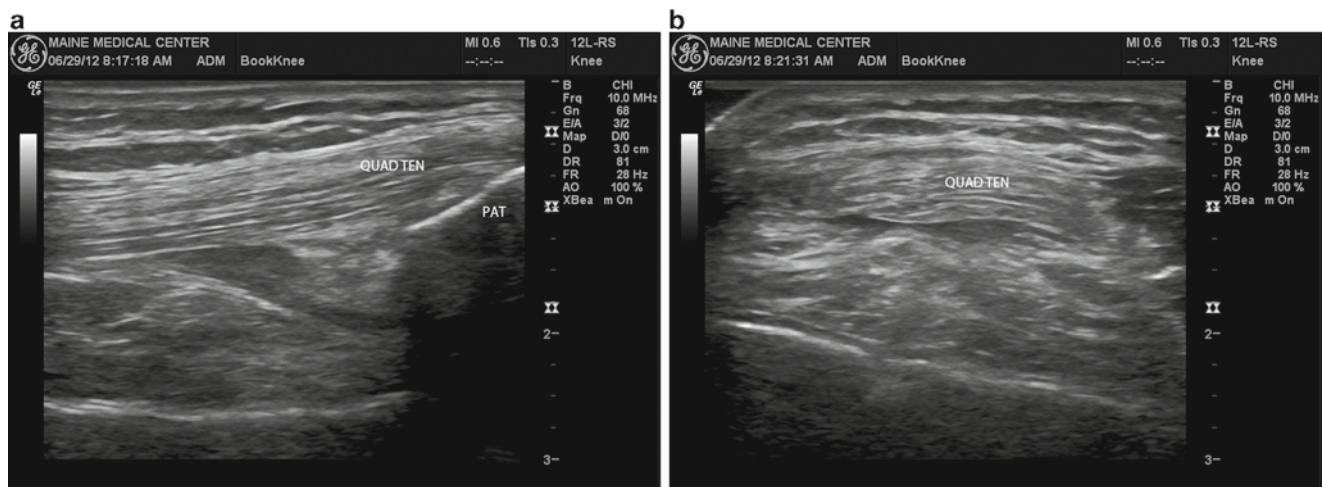 a
GE
MAINE MEDICAL CENTER MI 0.6 TIs 0.3 12L-RS
06/29/12 8:17:18 AM ADM BookKnee --:--:-- Knee
GE
B CHI
Frq 10.0 MHz
Gn 68
E/A 3/2
Map D/0
D 3.0 cm
DR 81
FR 28 Hz
AO 100 %
XBea m On
QUAD TEN
PAT
2
3
b
GE
MAINE MEDICAL CENTER MI 0.6 TIs 0.3 12L-RS
06/29/12 8:21:31 AM ADM BookKnee --:--:-- Knee
GE
B CHI
Frq 10.0 MHz
Gn 68
E/A 3/2
Map D/0
D 3.0 cm
DR 81
FR 28 Hz
AO 100 %
XBea m On
QUAD TEN
2
3